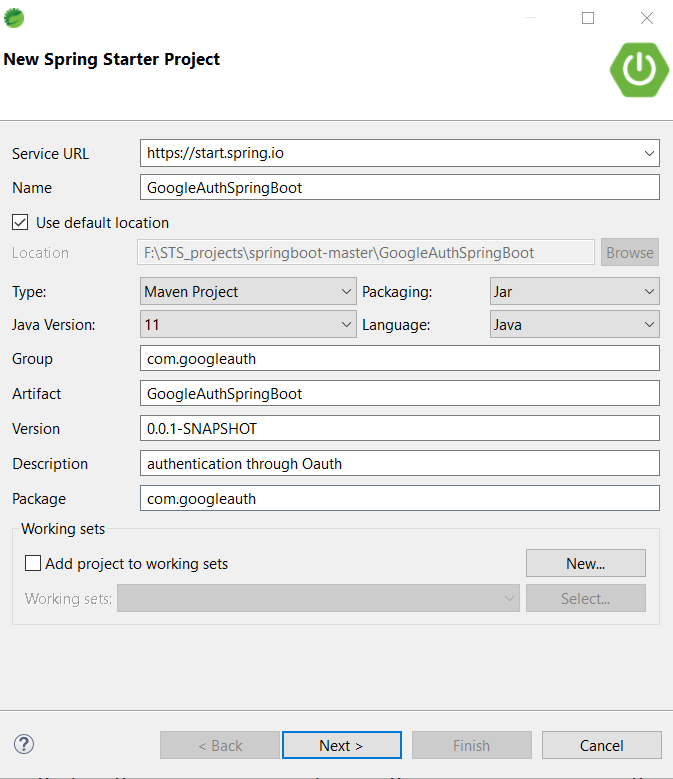 New Spring Starter Project
Service URL https://start.spring.io
Name GoogleAuthSpringBoot
Use default location
Location F:\STS_projects\springboot-master\GoogleAuthSpringBoot Browse
Type: Maven Project Packaging: Jar
Java Version: 11 Language: Java
Group com.googleauth
Artifact GoogleAuthSpringBoot
Version 0.0.1-SNAPSHOT
Description authentication through Oauth
Package com.googleauth
Working sets
Add project to working sets New...
Working sets: Select...
? < Back Next > Finish Cancel